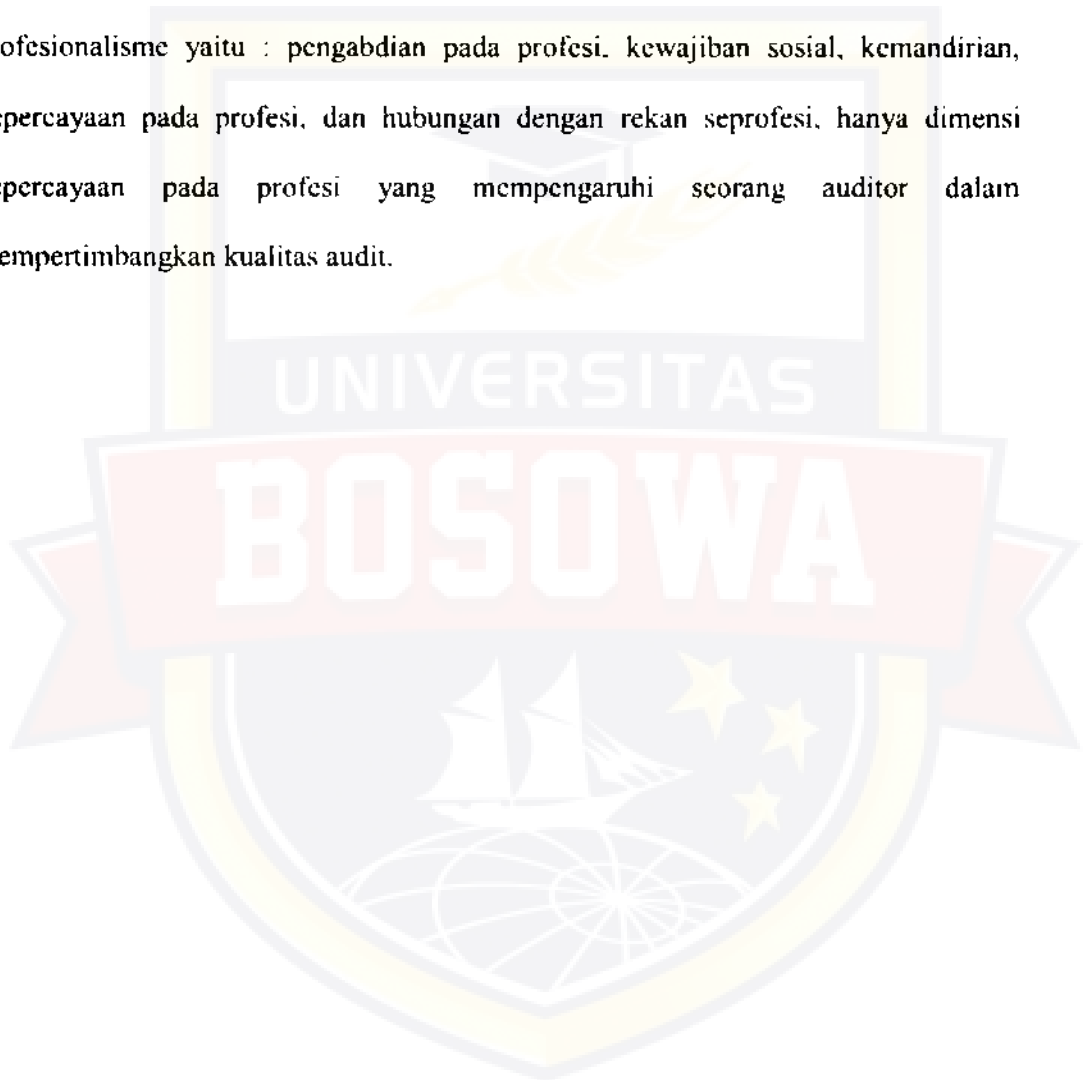 ofesionalisme yaitu : pengabdian pada profesi. kewajiban sosial, kemandirian,
epercayaan pada profesi, dan hubungan dengan rekan seprofesi, hanya dimensi
epercayaan pada profesi yang mempengaruhi seorang auditor dalam
empertimbangkan kualitas audit.
UNIVERSITAS
BOSOWA